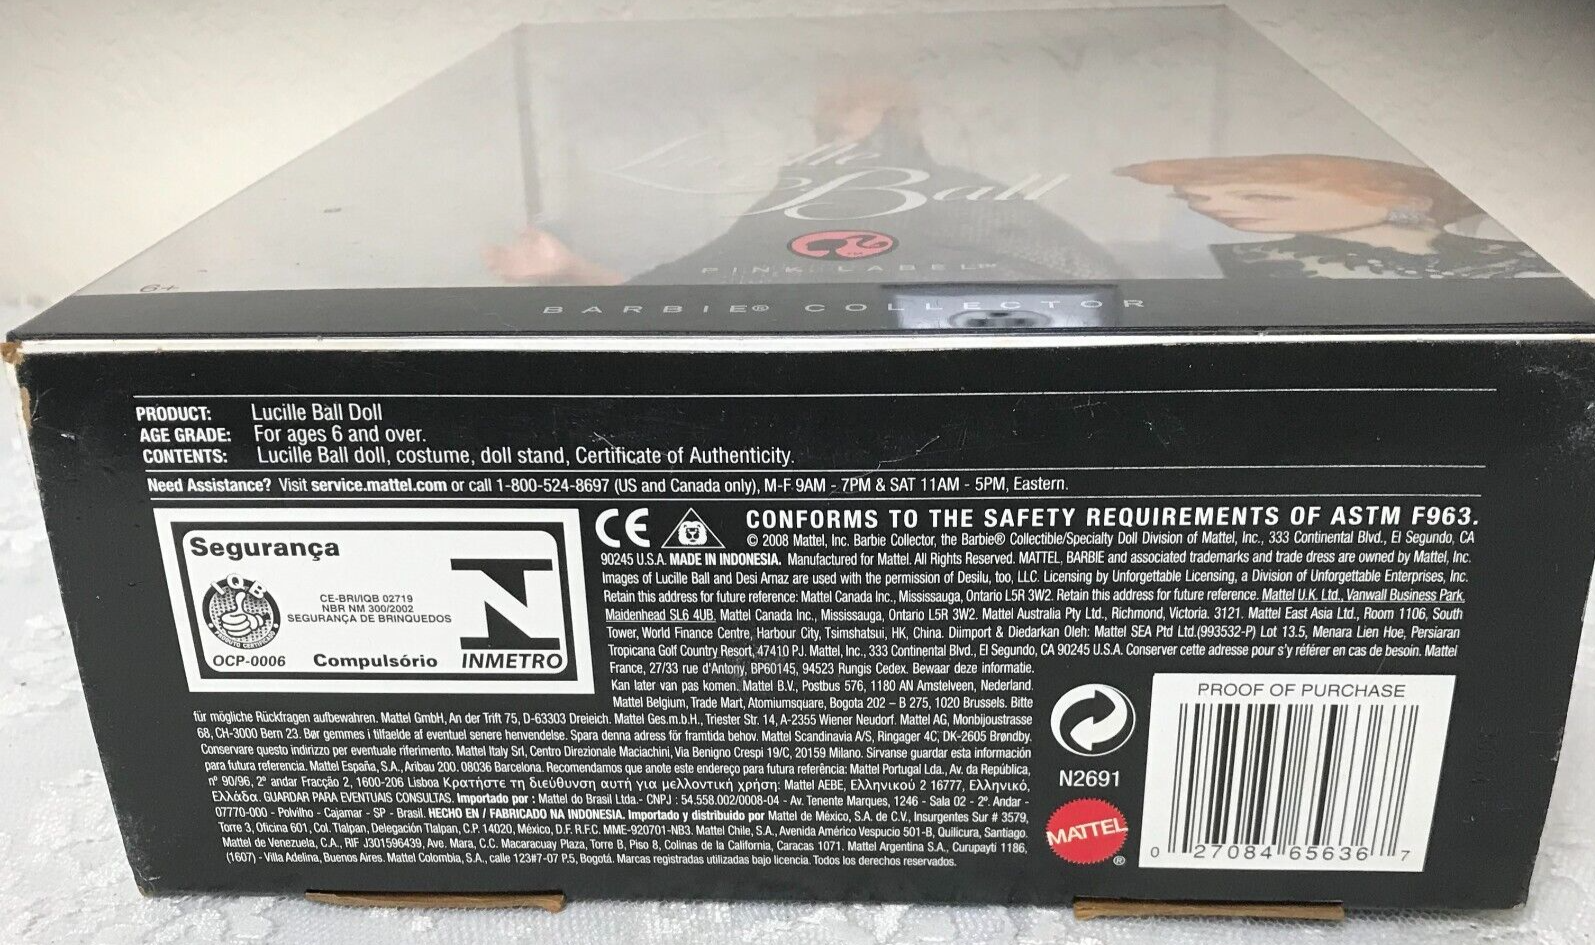 Lucille
Ball
PINK LABEL™
6+
BARBIE® COLLECTOR
PRODUCT: Lucille Ball Doll
AGE GRADE: For ages 6 and over.
CONTENTS: Lucille Ball doll, costume, doll stand, Certificate of Authenticity.
Need Assistance? Visit service.mattel.com or call 1-800-524-8697 (US and Canada only), M-F 9AM - 7PM & SAT 11AM - 5PM, Eastern.
Segurança
IQB
PRODUTO CERTIFICADO
CE-BRI/IQB 02719
NBR NM 300/2002
SEGURANÇA DE BRINQUEDOS
OCP-0006 Compulsório INMETRO
CE CONFORMS TO THE SAFETY REQUIREMENTS OF ASTM F963.
© 2008 Mattel, Inc. Barbie Collector, the Barbie® Collectible/Specialty Doll Division of Mattel, Inc., 333 Continental Blvd., El Segundo, CA
90245 U.S.A. MADE IN INDONESIA. Manufactured for Mattel. All Rights Reserved. MATTEL, BARBIE and associated trademarks and trade dress are owned by Mattel, Inc.
Images of Lucille Ball and Desi Arnaz are used with the permission of Desilu, too, LLC. Licensing by Unforgettable Licensing, a Division of Unforgettable Enterprises, Inc.
Retain this address for future reference: Mattel Canada Inc., Mississauga, Ontario L5R 3W2. Retain this address for future reference. Mattel U.K. Ltd., Vanwall Business Park,
Maidenhead SL6 4UB. Mattel Canada Inc., Mississauga, Ontario L5R 3W2. Mattel Australia Pty Ltd., Richmond, Victoria. 3121. Mattel East Asia Ltd., Room 1106, South
Tower, World Finance Centre, Harbour City, Tsimshatsui, HK, China. Diimport & Diedarkan Oleh: Mattel SEA Ptd Ltd.(993532-P) Lot 13.5, Menara Lien Hoe, Persiaran
Tropicana Golf Country Resort, 47410 PJ. Mattel, Inc., 333 Continental Blvd., El Segundo, CA 90245 U.S.A. Conserver cette adresse pour s'y référer en cas de besoin. Mattel
France, 27/33 rue d'Antony, BP60145, 94523 Rungis Cedex. Bewaar deze informatie.
Kan later van pas komen. Mattel B.V., Postbus 576, 1180 AN Amstelveen, Nederland.
Mattel Belgium, Trade Mart, Atomiumsquare, Bogota 202 – B 275, 1020 Brussels. Bitte
für mögliche Rückfragen aufbewahren. Mattel GmbH, An der Trift 75, D-63303 Dreieich. Mattel Ges.m.b.H., Triester Str. 14, A-2355 Wiener Neudorf. Mattel AG, Monbijoustrasse
68, CH-3000 Bern 23. Bør gemmes i tilfælde af eventuel senere henvendelse. Spara denna adress för framtida behov. Mattel Scandinavia A/S, Ringager 4C, DK-2605 Brøndby.
Conservare questo indirizzo per eventuale riferimento. Mattel Italy Srl, Centro Direzionale Maciachini, Via Benigno Crespi 19/C, 20159 Milano. Sirvanse guardar esta información
para futura referencia. Mattel España, S.A., Aribau 200. 08036 Barcelona. Recomendamos que anote este endereço para futura referência: Mattel Portugal Lda., Av. da República,
nº 90/96, 2º andar Fracção 2, 1600-206 Lisboa Κρατήστε τη διεύθυνση αυτή για μελλοντική χρήση: Mattel AEBE, Ελληνικού 2 16777, Ελληνικό,
Ελλάδα. GUARDAR PARA EVENTUAIS CONSULTAS. Importado por : Mattel do Brasil Ltda.- CNPJ : 54.558.002/0008-04 - Av. Tenente Marques, 1246 - Sala 02 - 2º. Andar -
07770-000 - Polvilho - Cajamar - SP - Brasil. HECHO EN / FABRICADO NA INDONESIA. Importado y distribuido por Mattel de México, S.A. de C.V., Insurgentes Sur # 3579,
Torre 3, Oficina 601, Col. Tlalpan, Delegación Tlalpan, C.P. 14020, México, D.F. R.F.C. MME-920701-NB3. Mattel Chile, S.A., Avenida Américo Vespucio 501-B, Quilicura, Santiago.
Mattel de Venezuela, C.A., RIF J301596439, Ave. Mara, C.C. Macaracuay Plaza, Torre B, Piso 8, Colinas de la California, Caracas 1071. Mattel Argentina S.A., Curupaytí 1186,
(1607) - Villa Adelina, Buenos Aires. Mattel Colombia, S.A., calle 123#7-07 P.5, Bogotá. Marcas registradas utilizadas bajo licencia. Todos los derechos reservados.
N2691
MATTEL®
PROOF OF PURCHASE
0 27084 65636 7